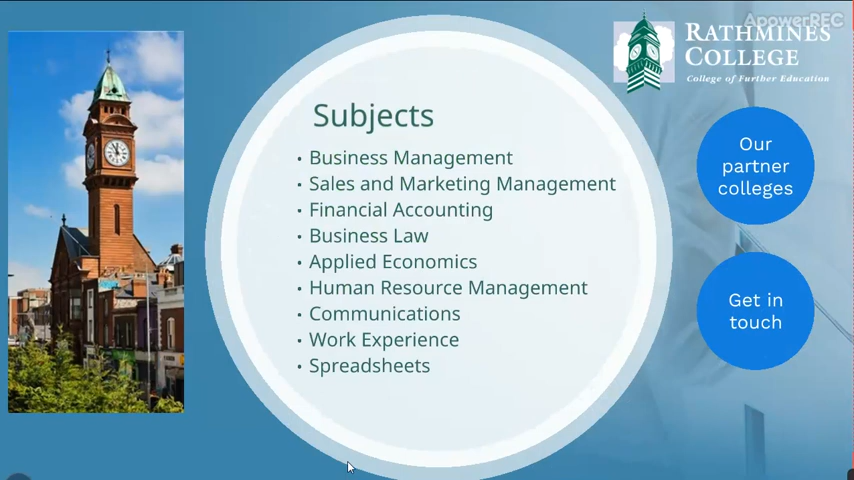 ApowerREC
RATHMINES
COLLEGE
College of Further Education
Subjects
• Business Management
• Sales and Marketing Management
• Financial Accounting
• Business Law
• Applied Economics
• Human Resource Management
• Communications
• Work Experience
• Spreadsheets
Our
partner
colleges
Get in
touch